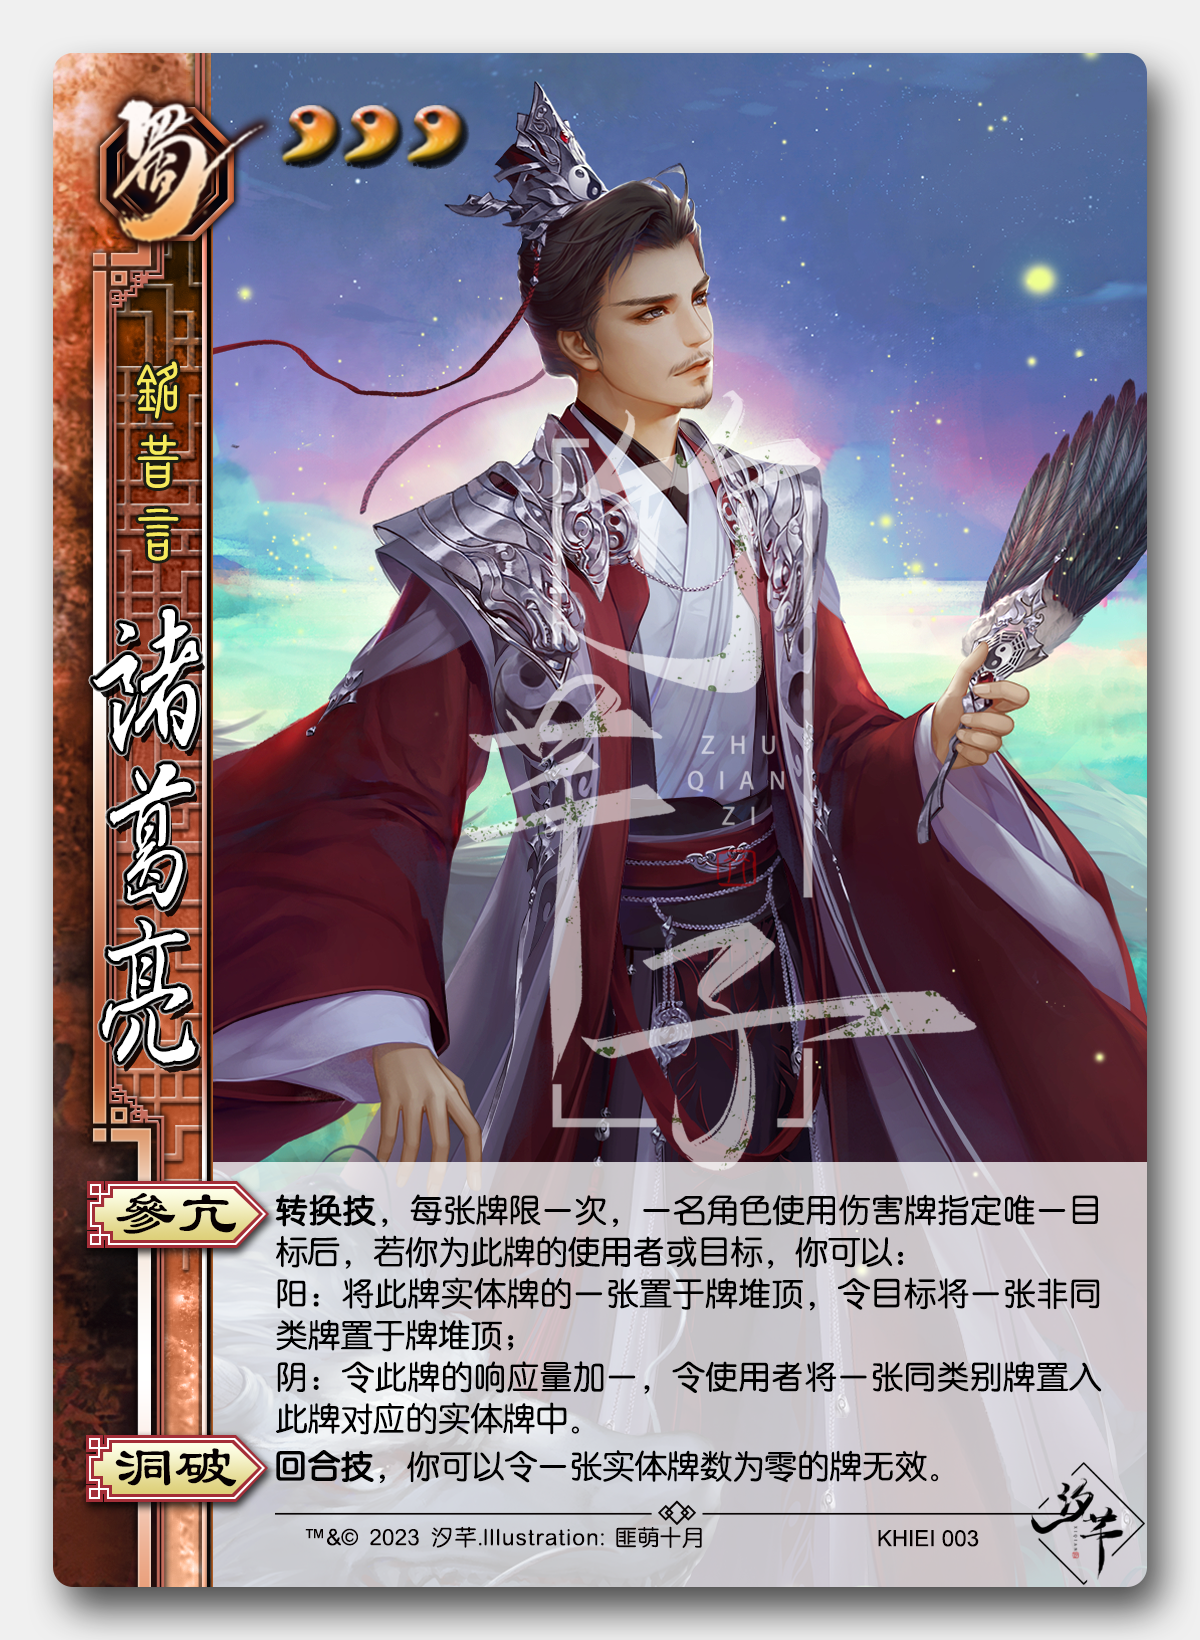 蜀
銘昔言
诸葛亮
竹芊子
ZHU
QIAN
ZI
參亢
转换技，每张牌限一次，一名角色使用伤害牌指定唯一目
标后，若你为此牌的使用者或目标，你可以：
阳：将此牌实体牌的一张置于牌堆顶，令目标将一张非同
类牌置于牌堆顶；
阴：令此牌的响应量加一，令使用者将一张同类别牌置入
此牌对应的实体牌中。
洞破
回合技，你可以令一张实体牌数为零的牌无效。
™&© 2023 汐芊.Illustration: 匪萌十月
KHIEI 003
汐芊